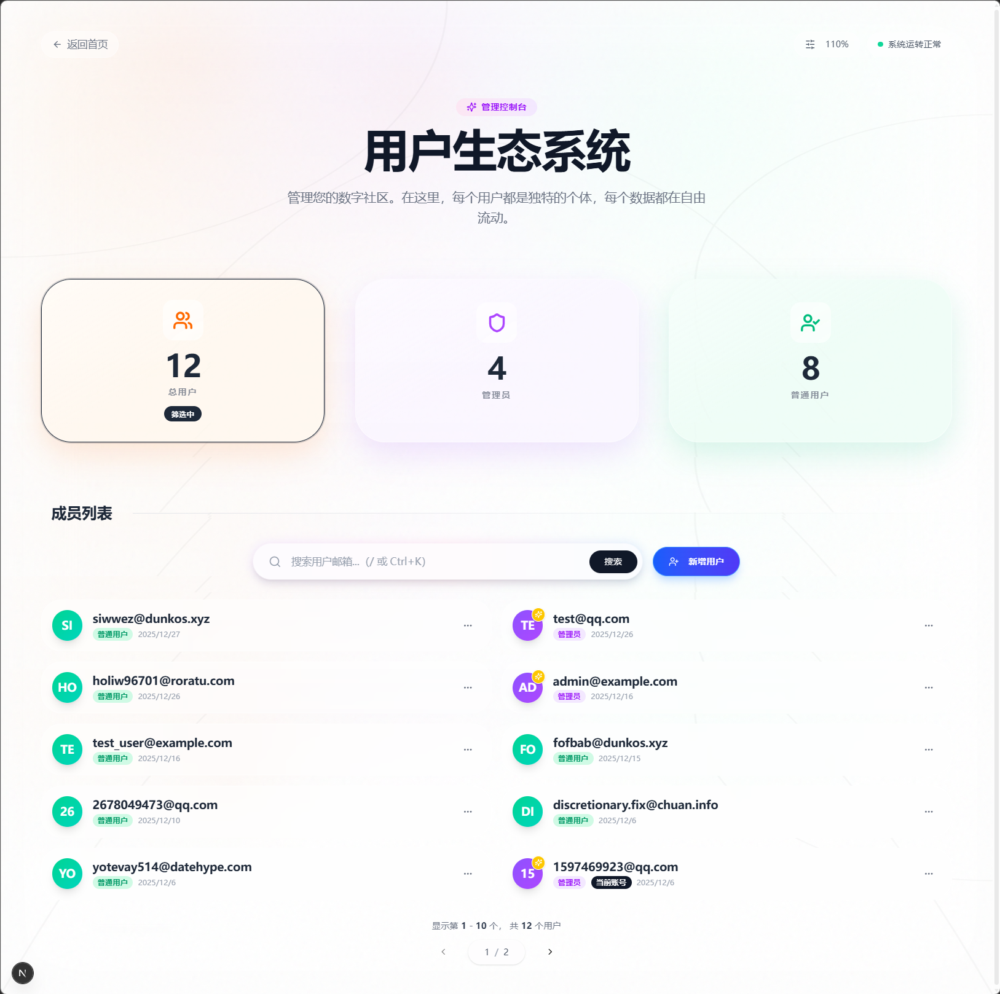 返回首页
110%
系统运转正常
管理控制台
用户生态系统
管理您的数字社区。在这里，每个用户都是独特的个体，每个数据都在自由
流动。
12
总用户
筛选中
4
管理员
8
普通用户
成员列表
搜索用户邮箱... (/ 或 Ctrl+K)
搜索
新增用户
SI
siwwez@dunkos.xyz
普通用户 2025/12/27
TE
test@qq.com
管理员 2025/12/26
HO
holiw96701@roratu.com
普通用户 2025/12/26
AD
admin@example.com
管理员 2025/12/16
TE
test_user@example.com
普通用户 2025/12/16
FO
fofbab@dunkos.xyz
普通用户 2025/12/15
26
2678049473@qq.com
普通用户 2025/12/10
DI
discretionary.fix@chuan.info
普通用户 2025/12/6
YO
yotevay514@datehype.com
普通用户 2025/12/6
15
1597469923@qq.com
管理员 当前账号 2025/12/6
显示第 1 - 10 个， 共 12 个用户
1 / 2
N